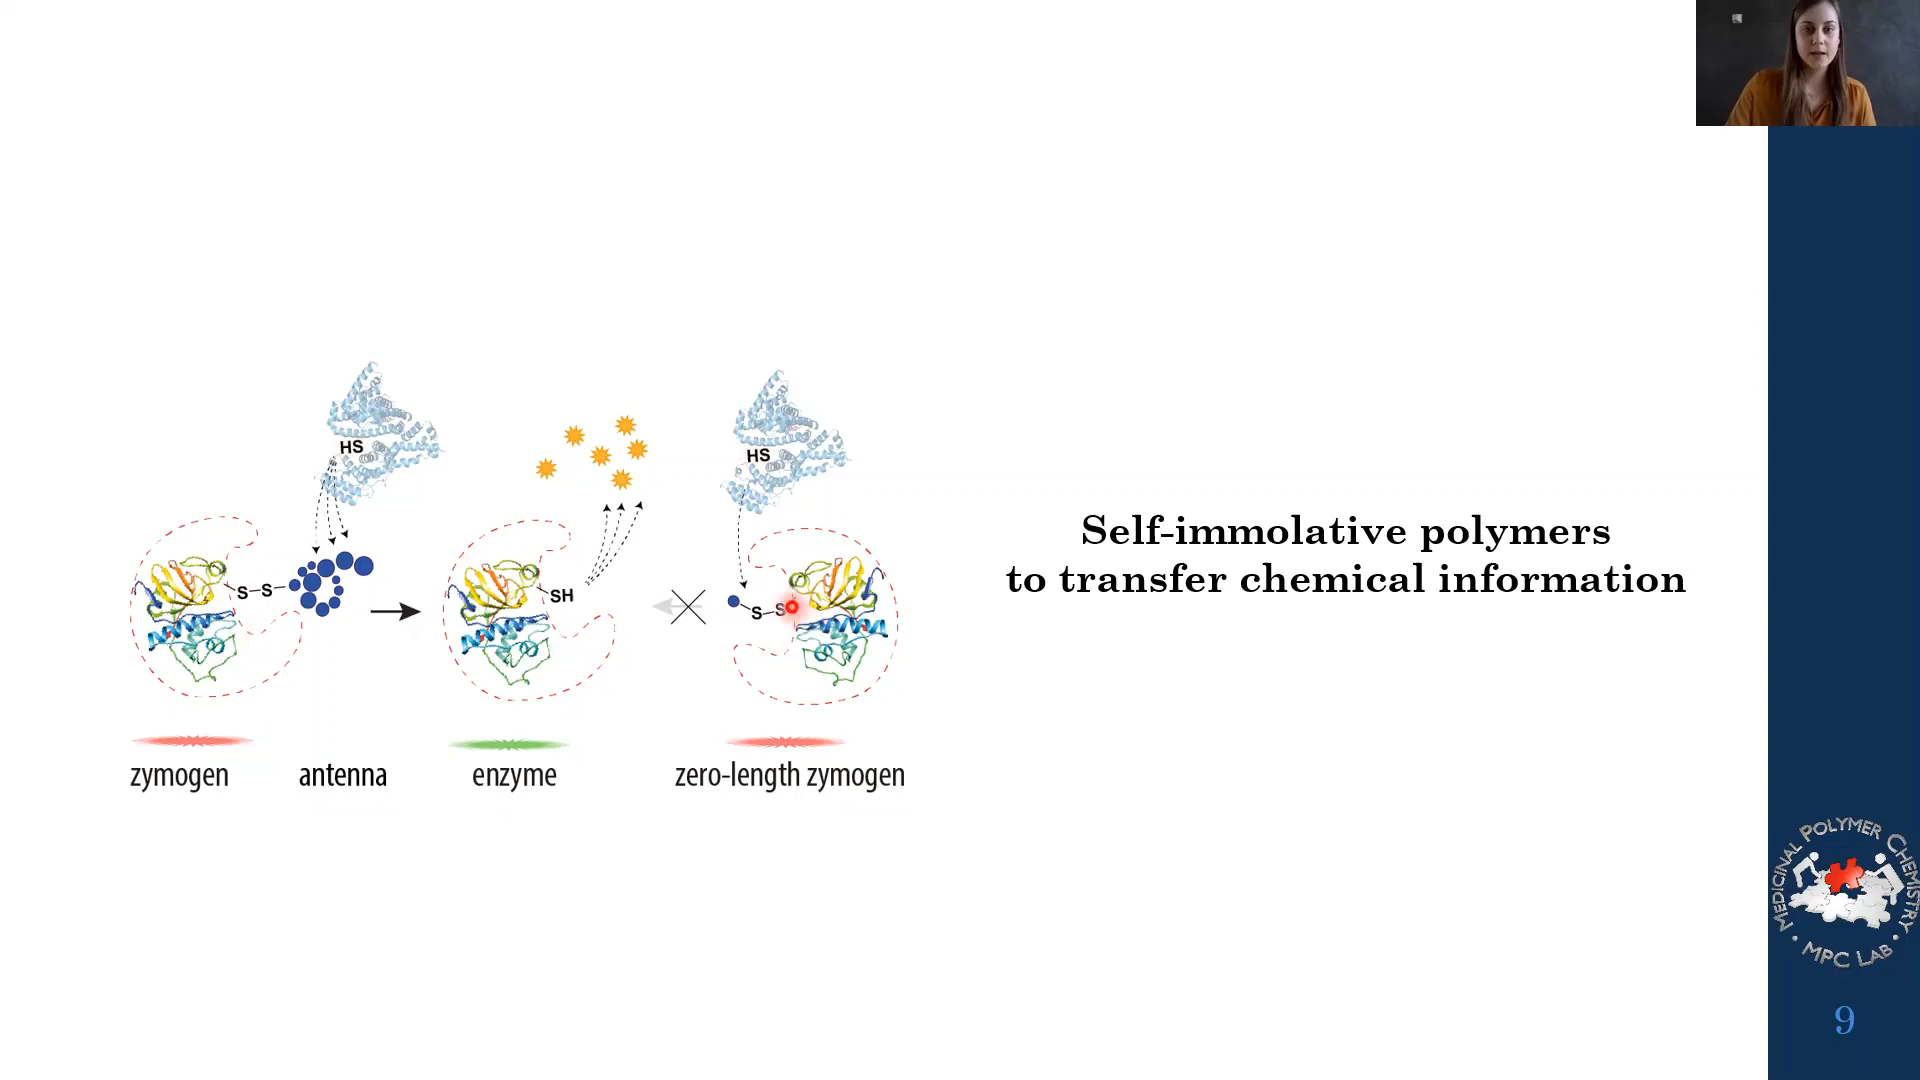 HS
HS
S–S
SH
S–S
Self-immolative polymers
to transfer chemical information
zymogen
antenna
enzyme
zero-length zymogen
MEDICINAL POLYMER CHEMISTRY
• MPC LAB •
9